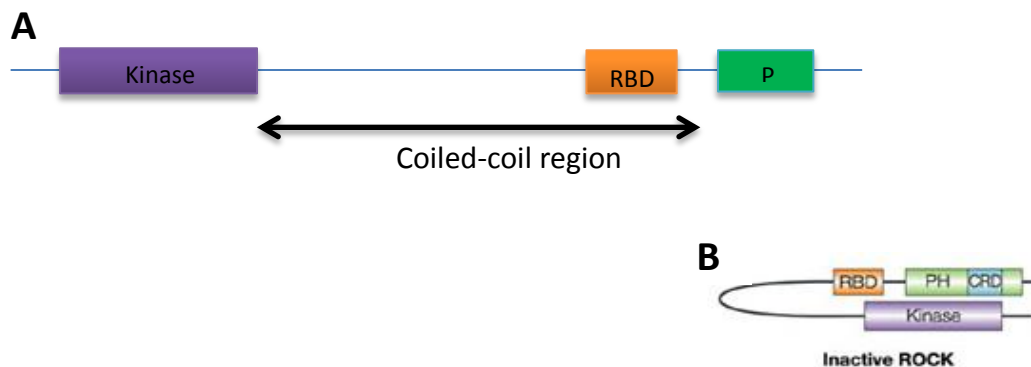 A
Kinase
RBD
P
Coiled-coil region
B
RBD
PH
CRD
Kinase
Inactive ROCK